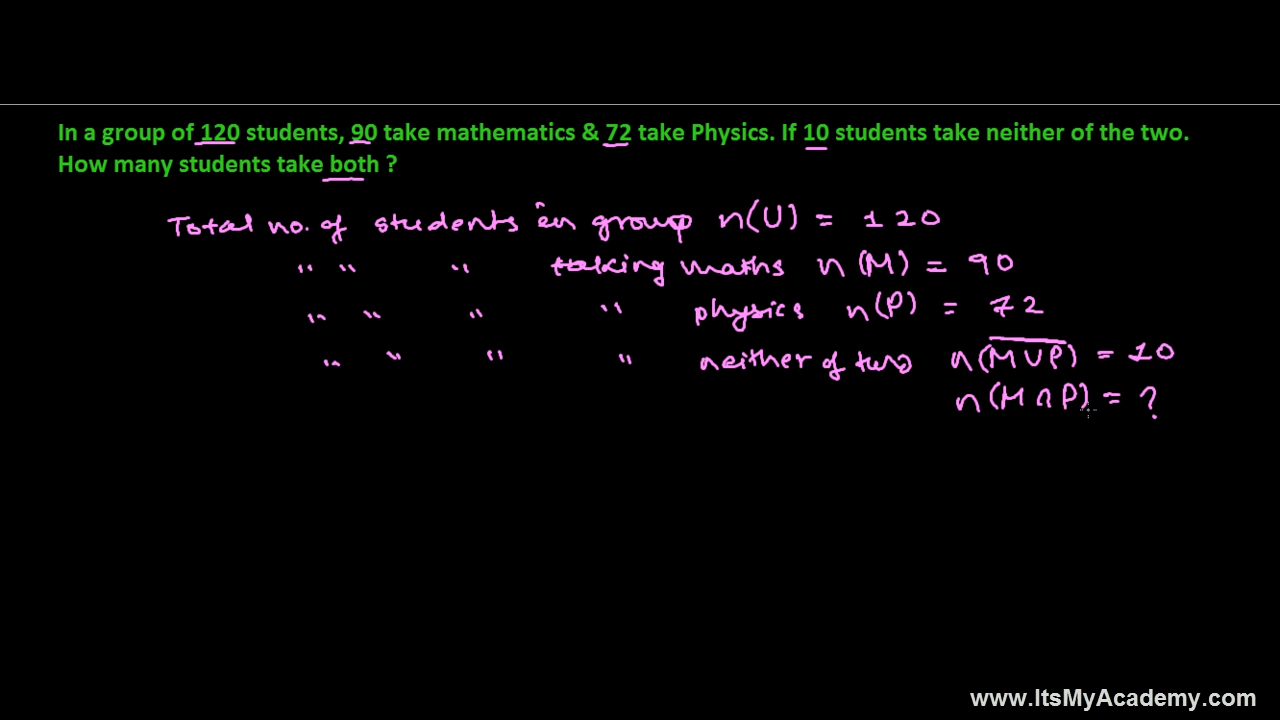 In a group of 120 students, 90 take mathematics & 72 take Physics. If 10 students take neither of the two.
How many students take both ?
Total no. of students in group n(U) = 120
" " " taking maths n(M) = 90
" " " " physics n(P) = 72
" " " " neither of two n(M̅ ̅U̅ ̅P̅) = 10
n(M ∩ P) = ?
www.ItsMyAcademy.com